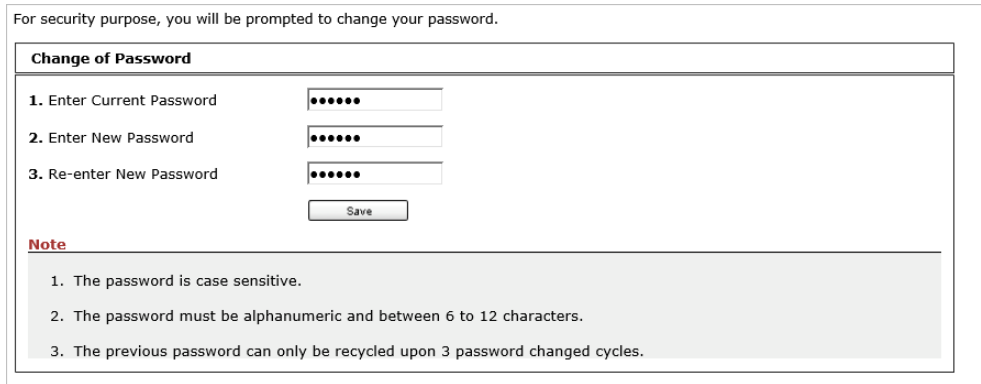 For security purpose, you will be prompted to change your password.
Change of Password
1. Enter Current Password ●●●●●●
2. Enter New Password ●●●●●●
3. Re-enter New Password ●●●●●●
Save
Note
1. The password is case sensitive.
2. The password must be alphanumeric and between 6 to 12 characters.
3. The previous password can only be recycled upon 3 password changed cycles.